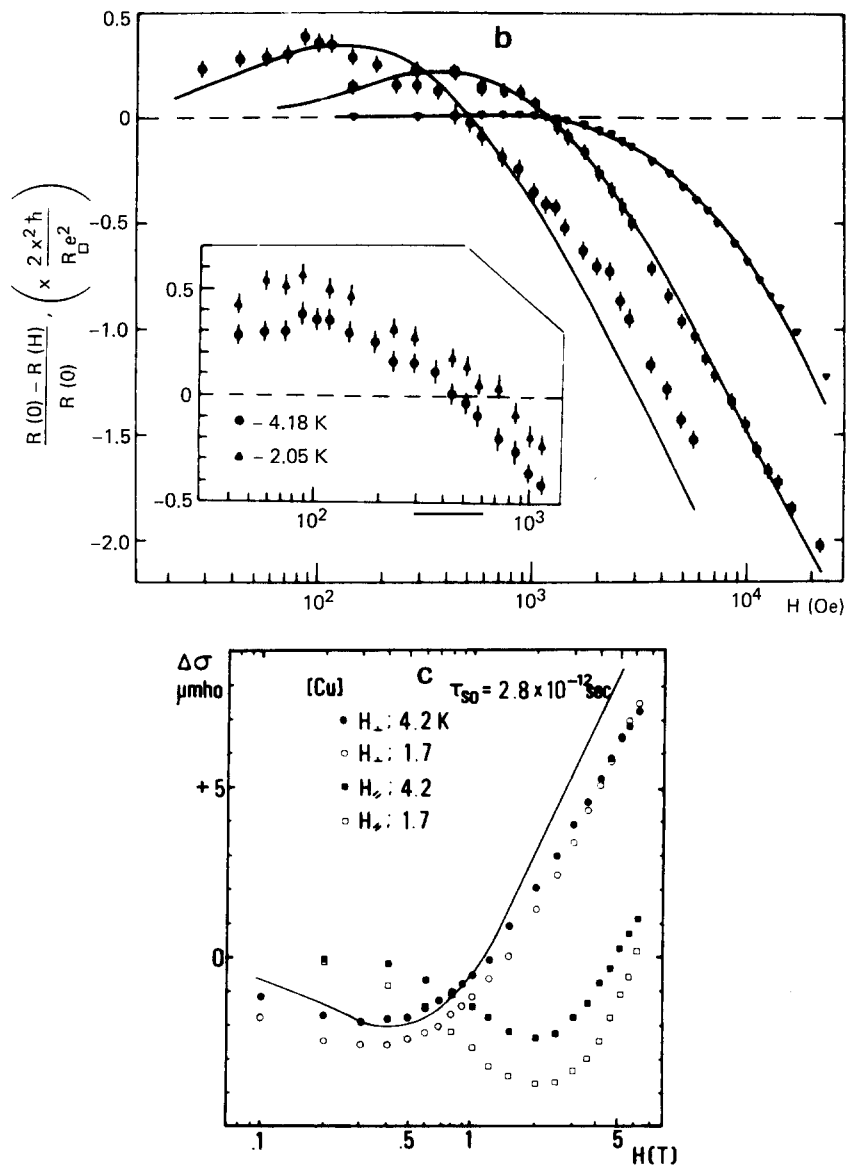 b
0.5
0
−0.5
−1.0
−1.5
−2.0
R (0) − R (H)
R (0)
, ( x 2x² ħ
R□ e² )
0.5
0
−0.5
● – 4.18 K
▲ – 2.05 K
10² 10³
10² 10³ 10⁴ H (Oe)
Δσ
μmho
[Cu] c τso = 2.8 x 10⁻¹² sec
● H⊥ ; 4.2 K
○ H⊥ ; 1.7
■ H∥ ; 4.2
□ H∥ ; 1.7
+ 5
0
.1 .5 1 5
H(T)